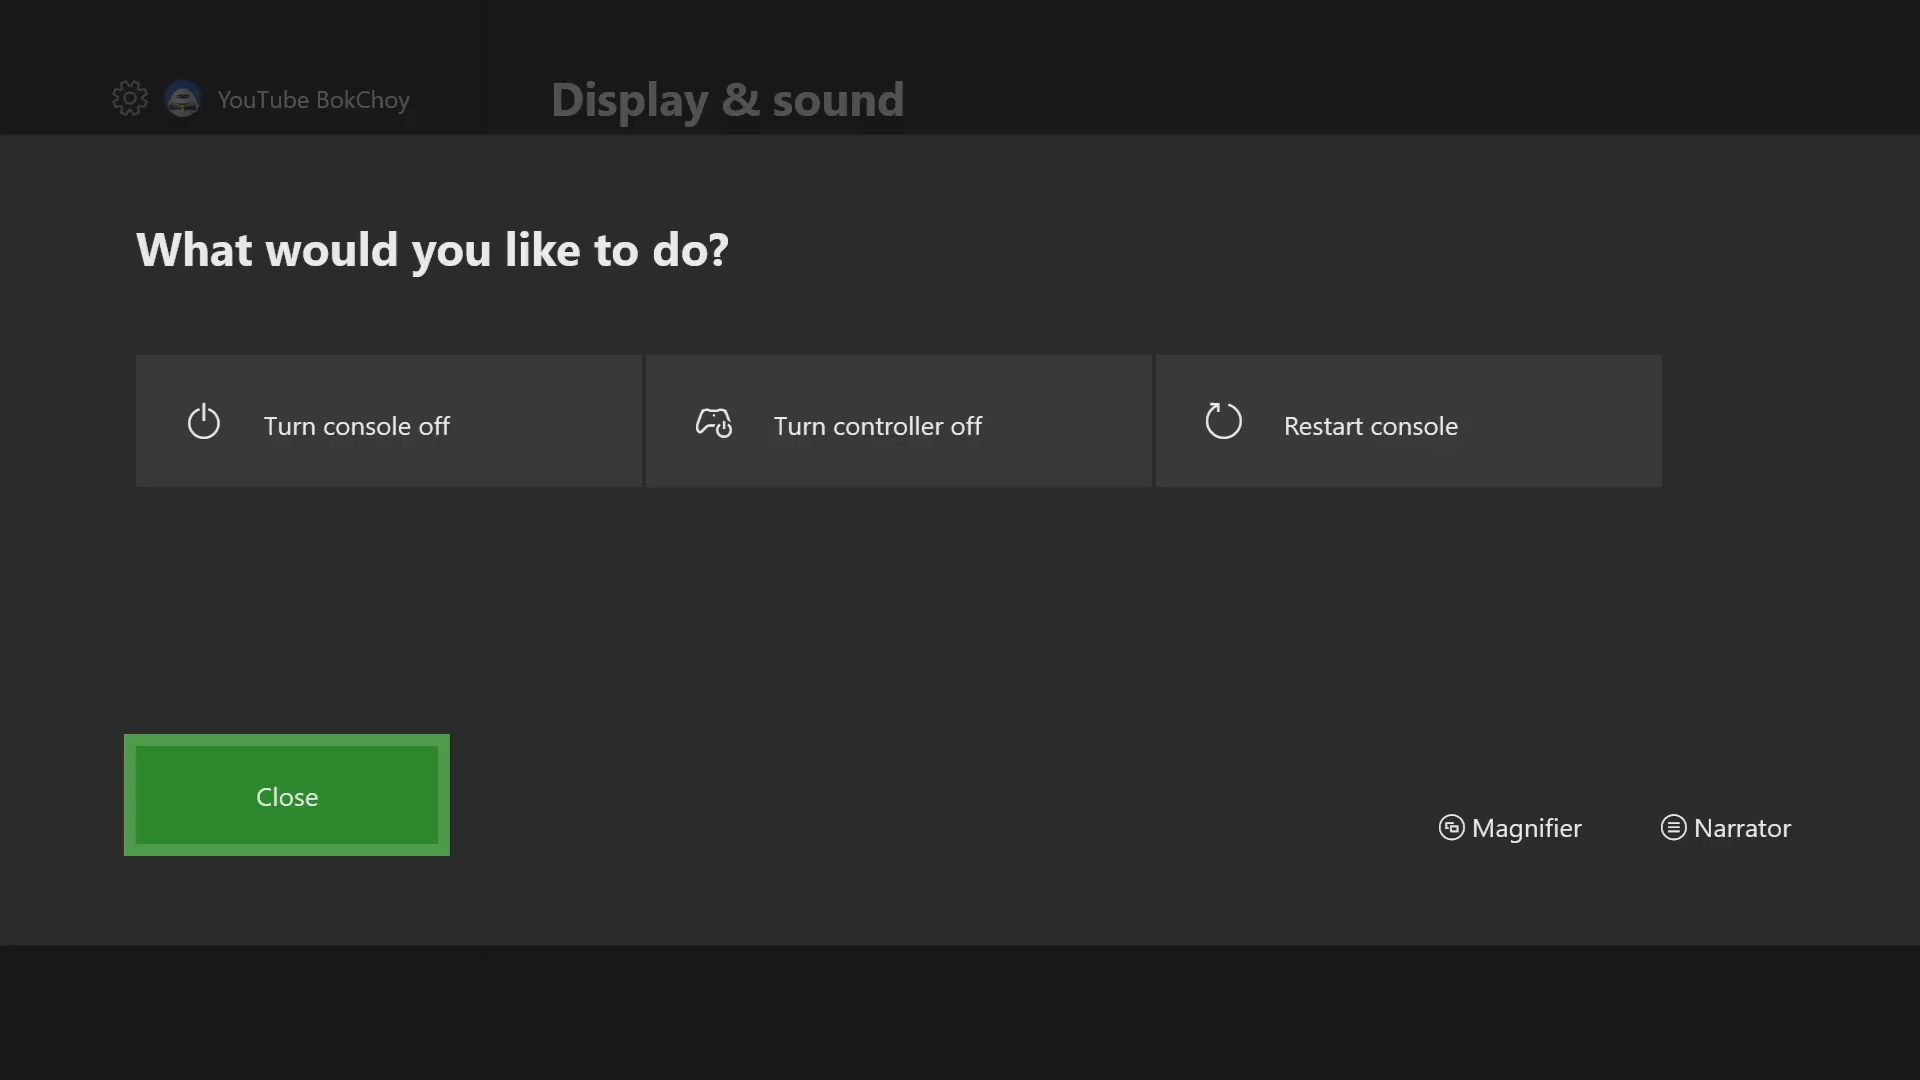 YouTube BokChoy
Display & sound
What would you like to do?
Turn console off
Turn controller off
Restart console
Close
Magnifier
Narrator